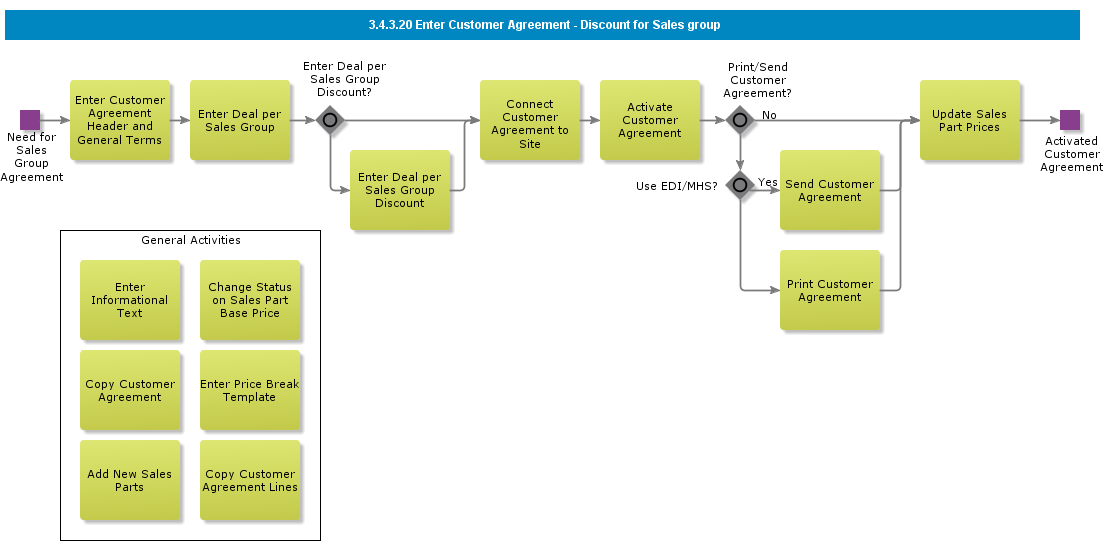 3.4.3.20 Enter Customer Agreement - Discount for Sales group
Need for
Sales
Group
Agreement
Enter Customer
Agreement
Header and
General Terms
Enter Deal per
Sales Group
Enter Deal per
Sales Group
Discount?
Enter Deal per
Sales Group
Discount
Connect
Customer
Agreement to
Site
Activate
Customer
Agreement
Print/Send
Customer
Agreement?
No
Use EDI/MHS?
Yes
Send Customer
Agreement
Print Customer
Agreement
Update Sales
Part Prices
Activated
Customer
Agreement
General Activities
Enter
Informational
Text
Change Status
on Sales Part
Base Price
Copy Customer
Agreement
Enter Price Break
Template
Add New Sales
Parts
Copy Customer
Agreement Lines